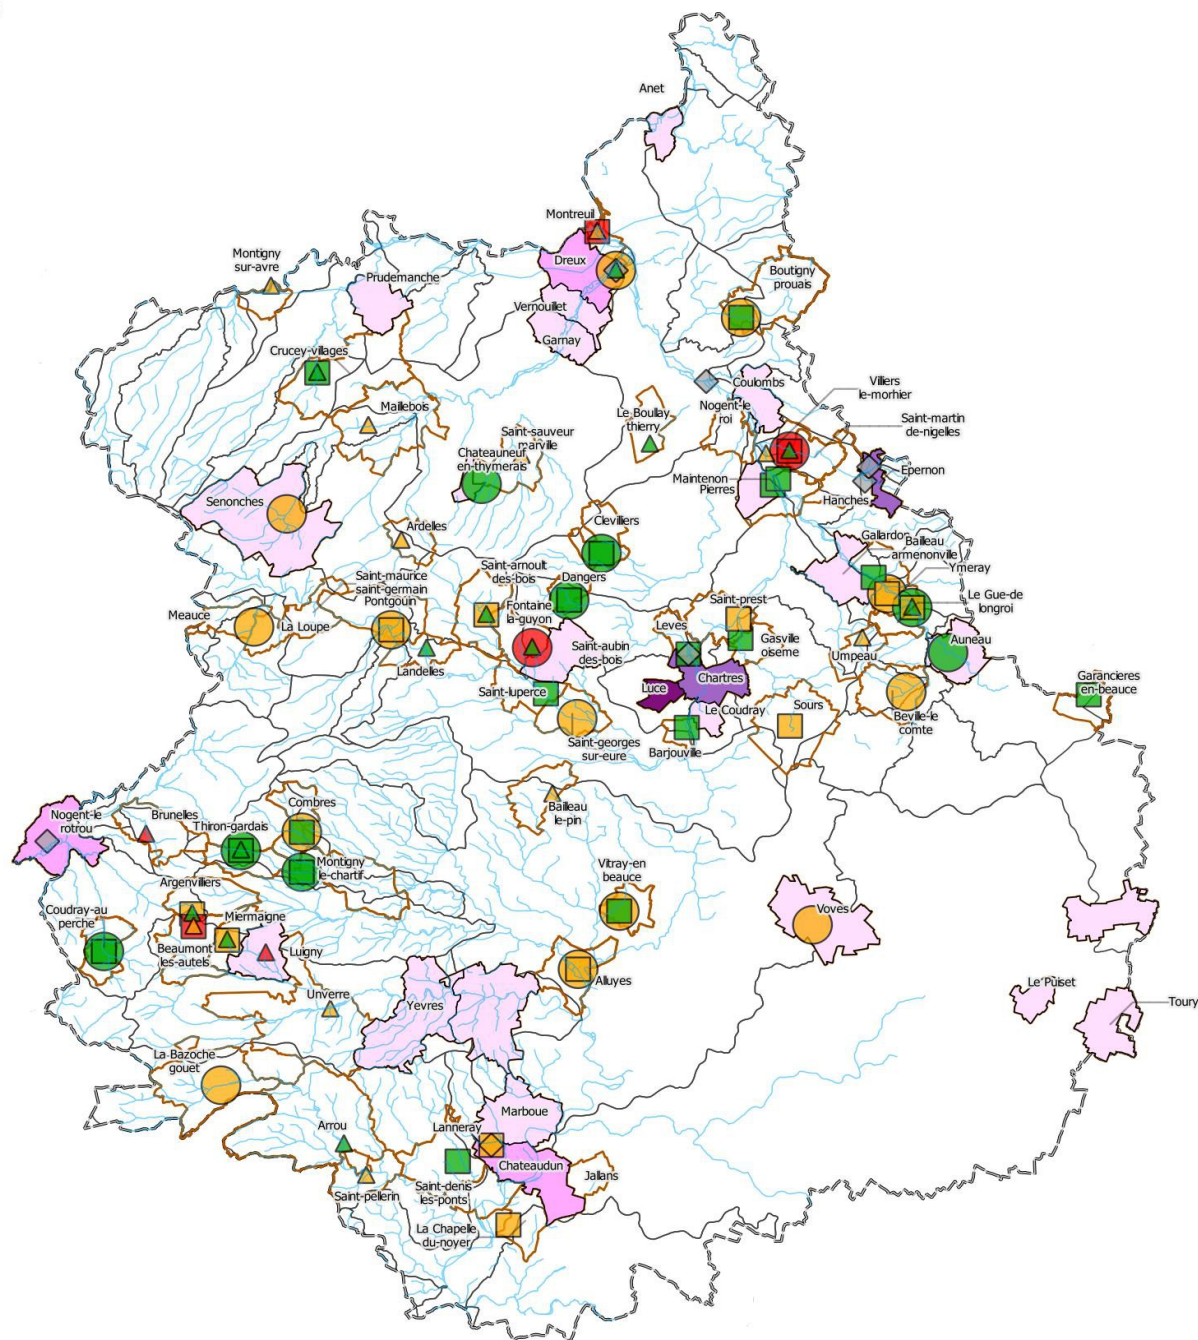 Anet
Montreuil
Dreux
Montigny
sur-avre
Prudemanche
Boutigny
prouais
Vernouillet
Garnay
Crucey-villages
Coulombs
Villiers
le-morhier
Maillebois
Le Boullay
thierry
Nogent-le
roi
Saint-martin
de-nigelles
Saint-sauveur
marville
Chateauneuf
en-thymerais
Epernon
Maintenon
Pierres
Senonches
Hanches
Clevilliers
Ardelles
Gallardon
Bailleau
armenonville
Ymeray
Saint-arnoult
des-bois
Dangers
Saint-maurice
saint-germain
Pontgouin
Le Gue-de
longroi
Meauce
La Loupe
Fontaine
la-guyon
Saint-prest
Leves
Gasville
oiseme
Auneau
Saint-aubin
des-bois
Umpeau
Landelles
Chartres
Garancieres
en-beauce
Luce
Saint-luperce
Le Coudray
Sours
Beville-le
comte
Saint-georges
sur-eure
Barjouville
Combres
Bailleau
le-pin
Nogent-le
rotrou
Brunelles
Thiron-gardais
Montigny
le-chartif
Vitray-en
beauce
Argenvilliers
Coudray-au
perche
Miermaigne
Voves
Beaumont
les-autels
Luigny
Alluyes
Unverre
Yevres
Le Puiset
Toury
La Bazoche
gouet
Marboue
Arrou
Lanneray
Chateaudun
Jallans
Saint-pellerin
Saint-denis
les-ponts
La Chapelle
du-noyer